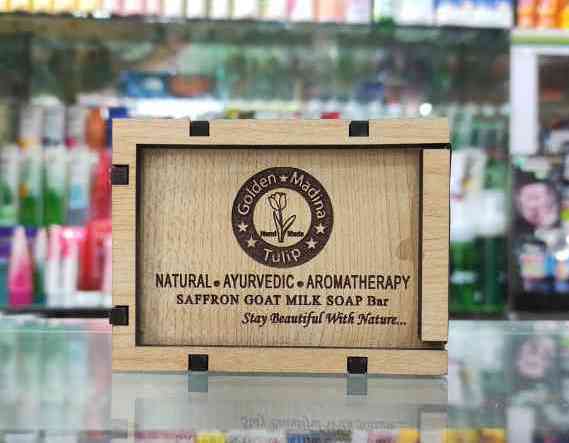 Golden ★ Madina
Hand Made
★ ★ Tulip ★ ★
NATURAL ● AYURVEDIC ● AROMATHERAPY
SAFFRON GOAT MILK SOAP Bar
Stay Beautiful With Nature...